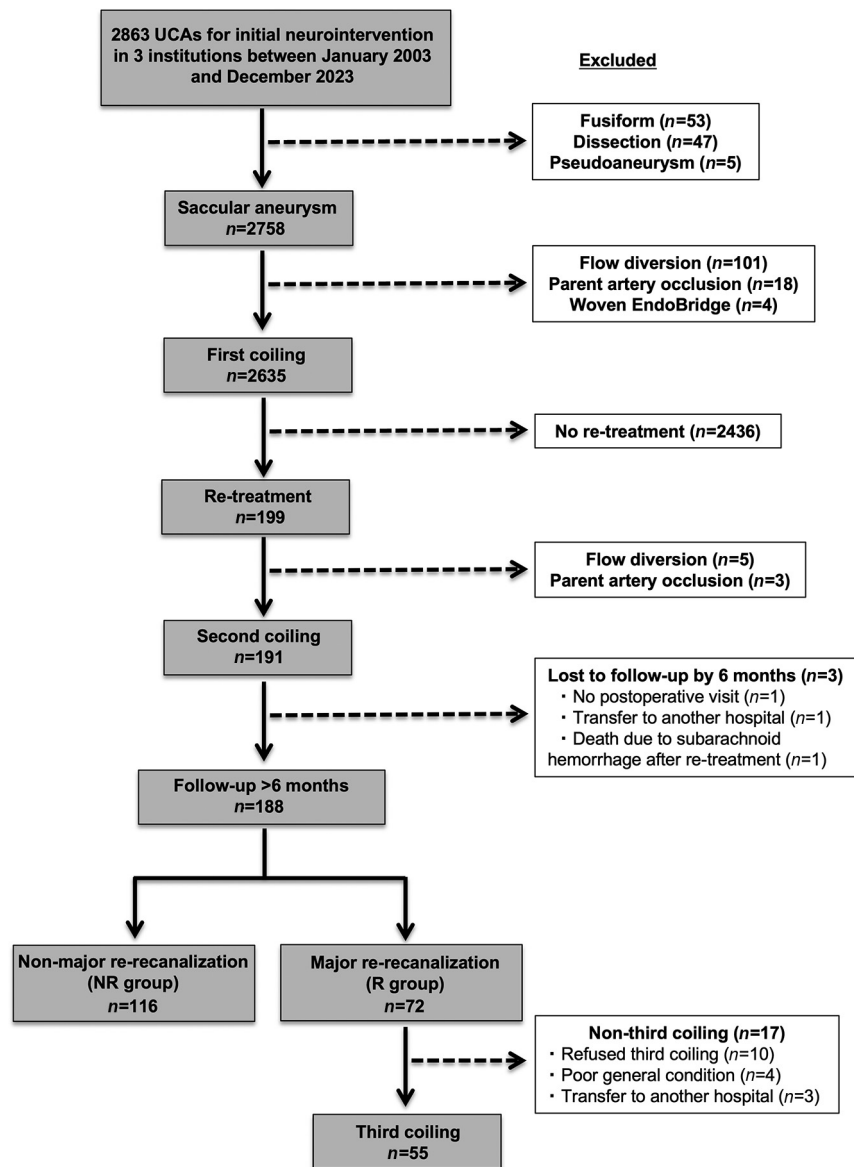 2863 UCAs for initial neurointervention
in 3 institutions between January 2003
and December 2023
Excluded
Fusiform (n=53)
Dissection (n=47)
Pseudoaneurysm (n=5)
Saccular aneurysm
n=2758
Flow diversion (n=101)
Parent artery occlusion (n=18)
Woven EndoBridge (n=4)
First coiling
n=2635
No re-treatment (n=2436)
Re-treatment
n=199
Flow diversion (n=5)
Parent artery occlusion (n=3)
Second coiling
n=191
Lost to follow-up by 6 months (n=3)
・No postoperative visit (n=1)
・Transfer to another hospital (n=1)
・Death due to subarachnoid
hemorrhage after re-treatment (n=1)
Follow-up >6 months
n=188
Non-major re-recanalization
(NR group)
n=116
Major re-recanalization
(R group)
n=72
Non-third coiling (n=17)
・Refused third coiling (n=10)
・Poor general condition (n=4)
・Transfer to another hospital (n=3)
Third coiling
n=55